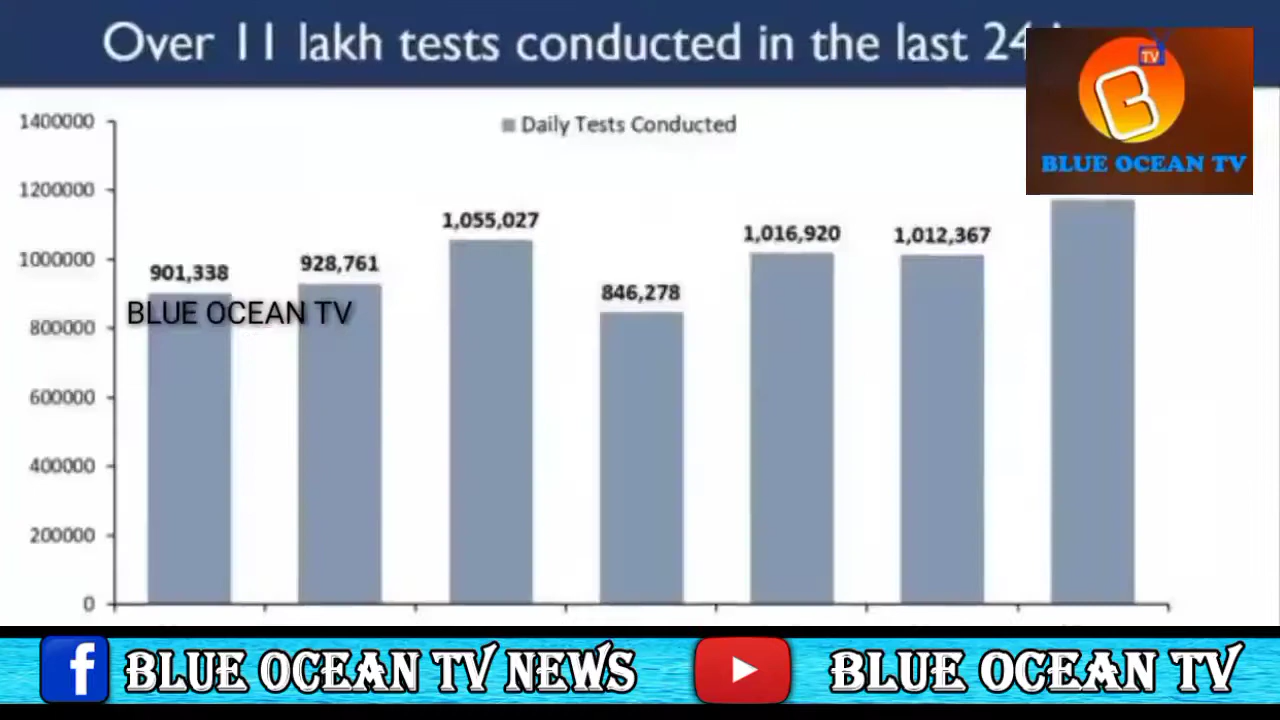 Over 11 lakh tests conducted in the last
TV
B
BLUE OCEAN TV
Daily Tests Conducted
1400000
1200000
1000000
800000
600000
400000
200000
0
901,338
928,761
1,055,027
846,278
1,016,920
1,012,367
BLUE OCEAN TV
f BLUE OCEAN TV NEWS
BLUE OCEAN TV